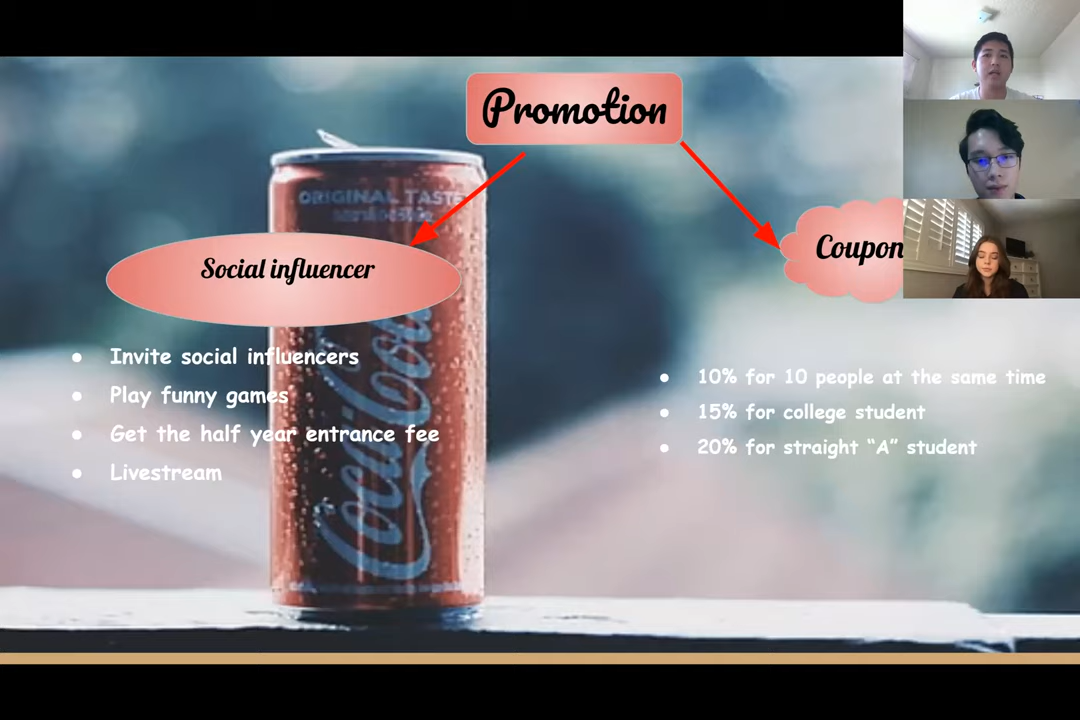 Promotion
ORIGINAL TASTE
Social influencer
Coupon
Coca-Cola
Invite social influencers
Play funny games
Get the half year entrance fee
Livestream
10% for 10 people at the same time
15% for college student
20% for straight “A” student